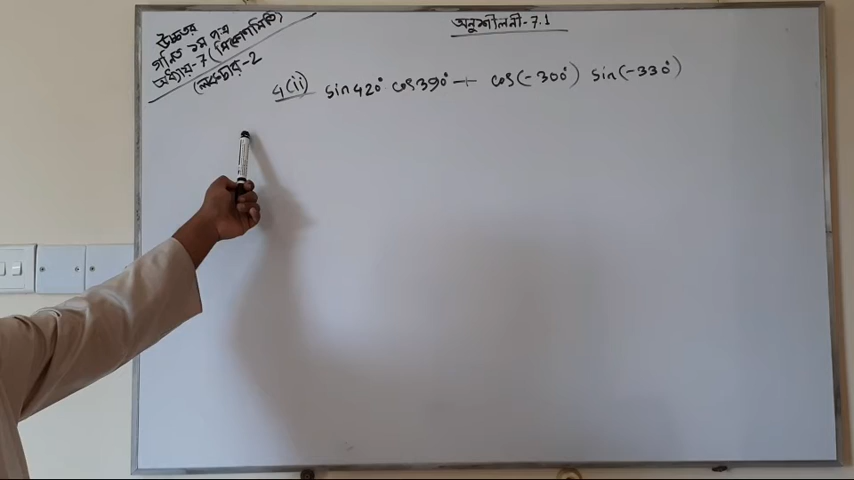 উচ্চতর
গনিত ১ম পত্র
অধ্যায়-7 (ত্রিকোণমিতি)
লেকচার-2
অনুশীলনী-7.1
4(ii) sin420° cos390° + cos(-300°) sin(-330°)